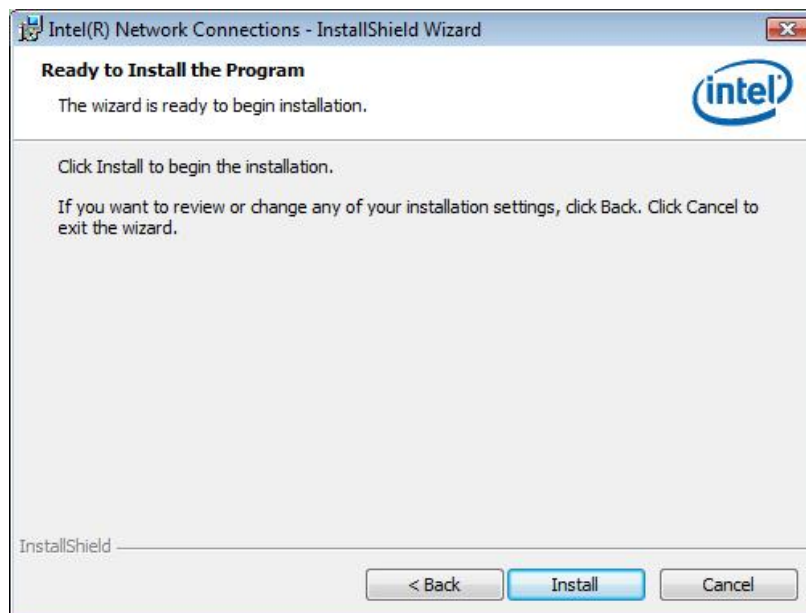 Intel(R) Network Connections - InstallShield Wizard
Ready to Install the Program
The wizard is ready to begin installation.
intel
Click Install to begin the installation.
If you want to review or change any of your installation settings, click Back. Click Cancel to
exit the wizard.
InstallShield
< Back
Install
Cancel